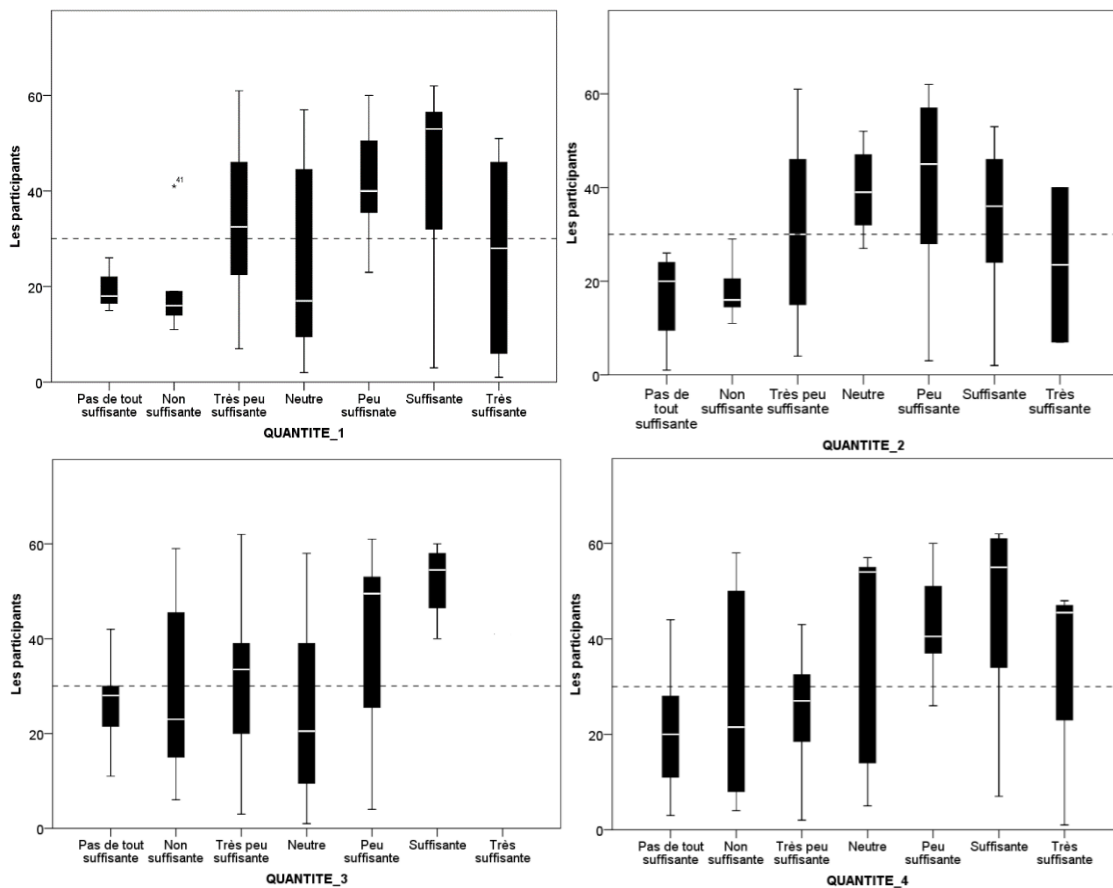 Les participants
60
40
20
0
41
Pas de tout
suffisante
Non
suffisante
Très peu
suffisante
Neutre
Peu
suffisnate
Suffisante
Très
suffisante
QUANTITE_1
Les participants
60
40
20
0
Pas de
tout
suffisante
Non
suffisante
Très peu
suffisante
Neutre
Peu
suffisante
Suffisante
Très
suffisante
QUANTITE_2
Les participants
60
40
20
0
Pas de tout
suffisante
Non
suffisante
Très peu
suffisante
Neutre
Peu
suffisante
Suffisante
Très
suffisante
QUANTITE_3
Les participants
60
40
20
0
Pas de tout
suffisante
Non
suffisante
Très peu
suffisante
Neutre
Peu
suffisante
Suffisante
Très
suffisante
QUANTITE_4